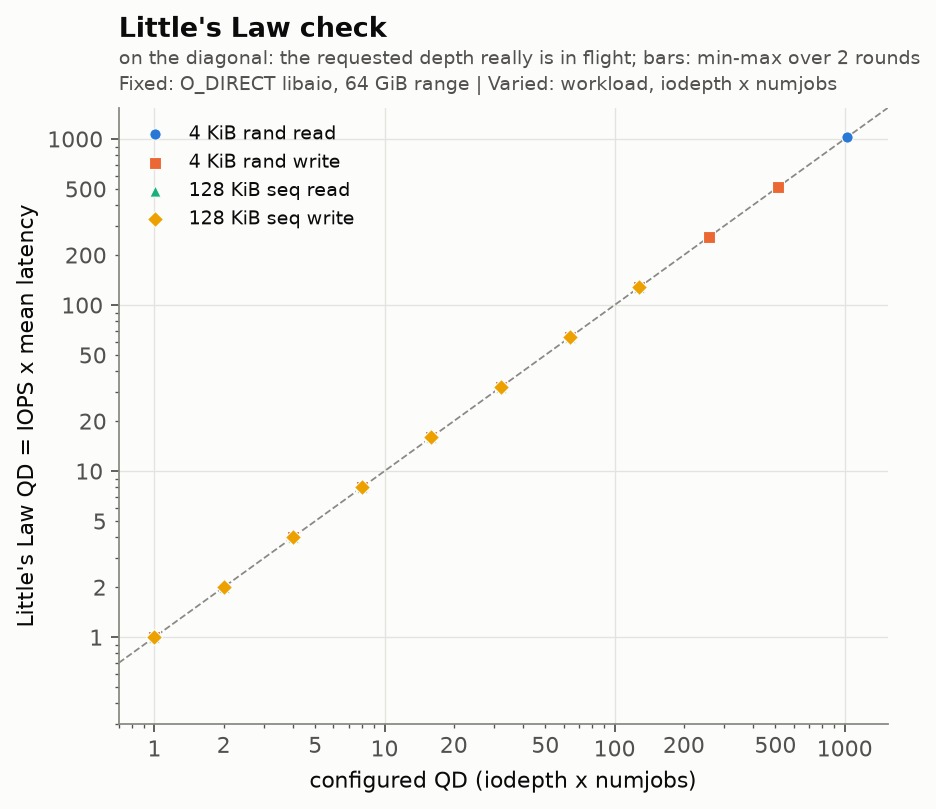 Little's Law check
on the diagonal: the requested depth really is in flight; bars: min-max over 2 rounds
Fixed: O_DIRECT libaio, 64 GiB range | Varied: workload, iodepth x numjobs
4 KiB rand read
4 KiB rand write
128 KiB seq read
128 KiB seq write
Little's Law QD = IOPS x mean latency
1000
500
200
100
50
20
10
5
2
1
1 2 5 10 20 50 100 200 500 1000
configured QD (iodepth x numjobs)